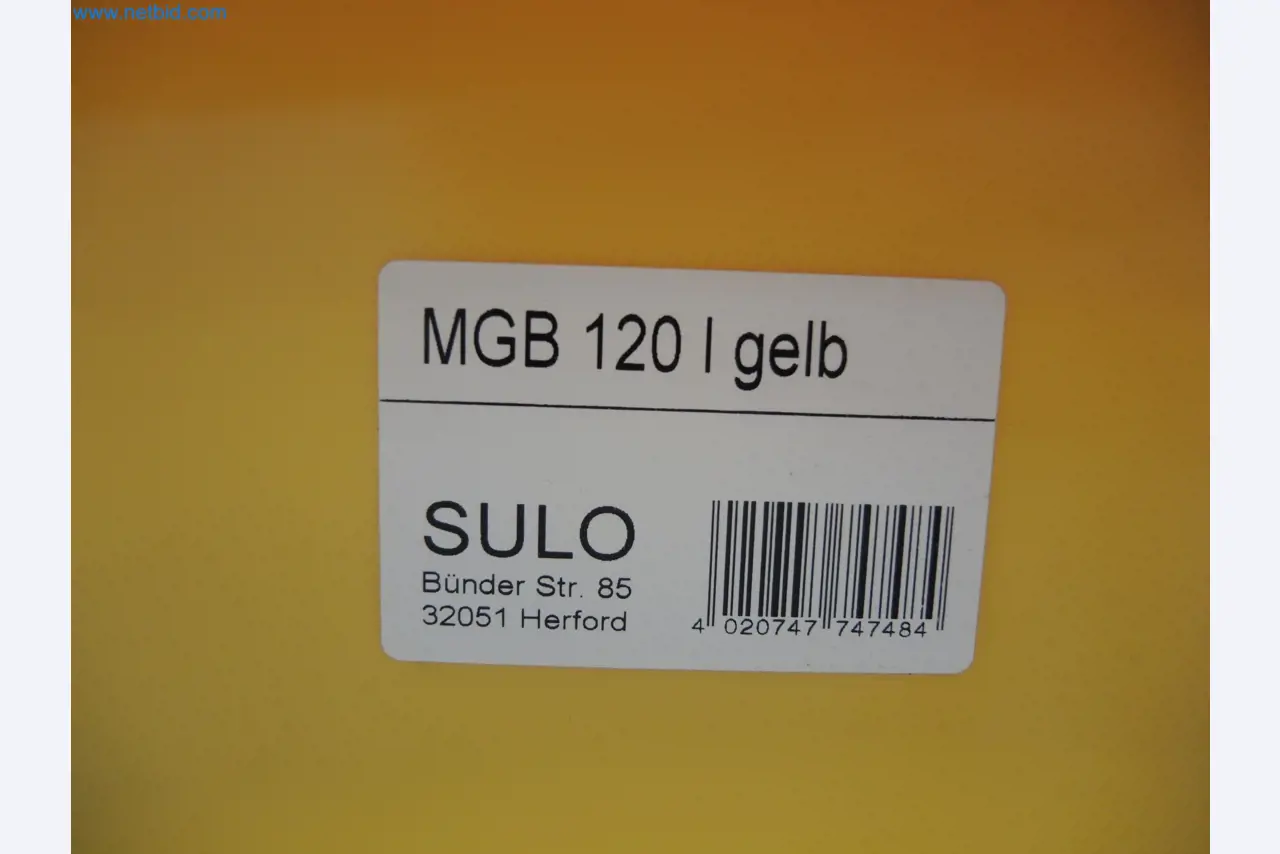 www.netbid.com
MGB 120 l gelb
SULO
Bünder Str. 85
32051 Herford
4 020747 747484